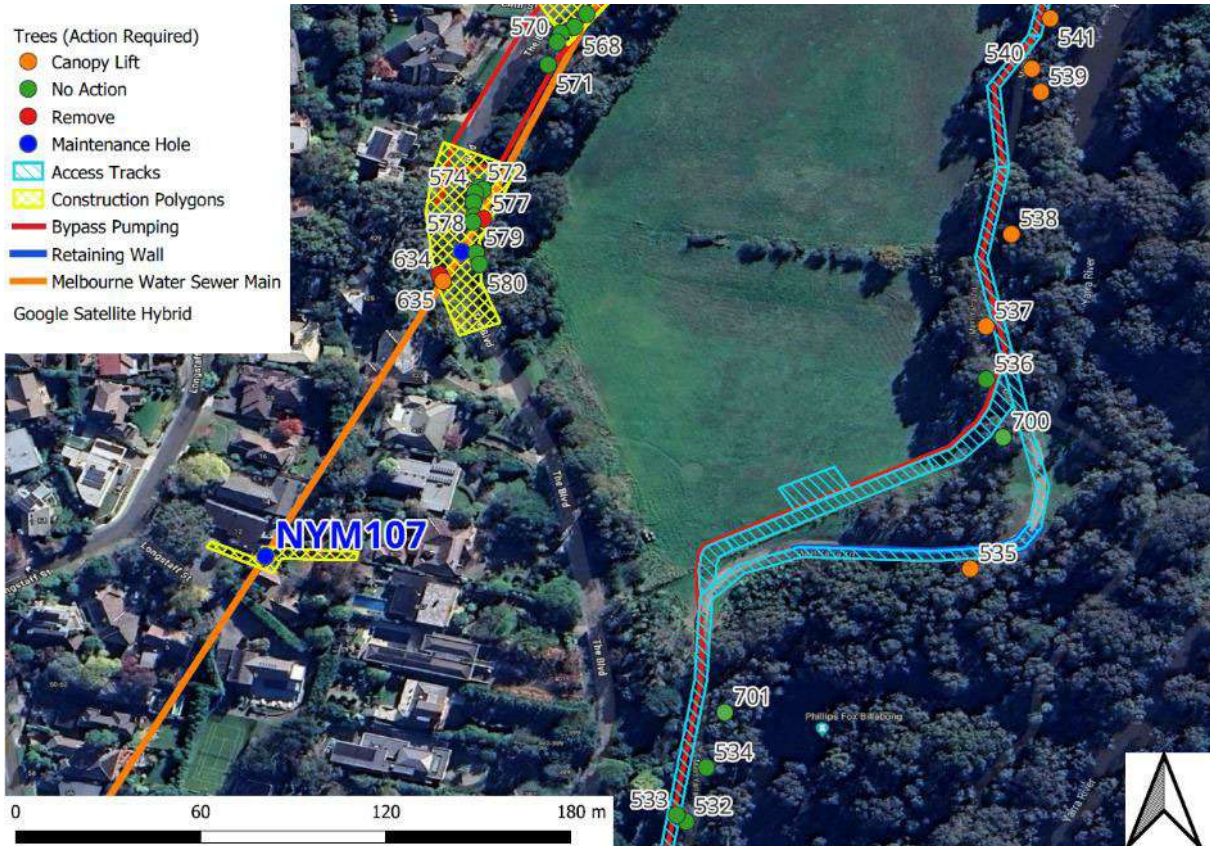 Trees (Action Required)
Canopy Lift
No Action
Remove
Maintenance Hole
Access Tracks
Construction Polygons
Bypass Pumping
Retaining Wall
Melbourne Water Sewer Main
Google Satellite Hybrid
570
568
571
541
540
539
574
572
577
578
579
634
635
580
538
Yarra River
537
536
700
The Blvd
NYM107
Longstaff St
535
The Blvd
701
Phillips Fox Billabong
534
533
532
Yarra River
0
60
120
180 m